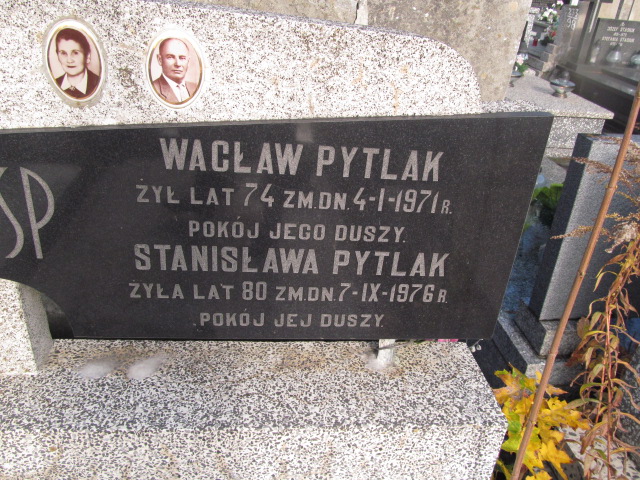 SP
WACŁAW PYTLAK
ŻYŁ LAT 74 ZM.DN. 4-I-1971 R.
POKÓJ JEGO DUSZY.
STANISŁAWA PYTLAK
ŻYŁA LAT 80 ZM.DN. 7-IX-1976 R.
POKÓJ JEJ DUSZY.